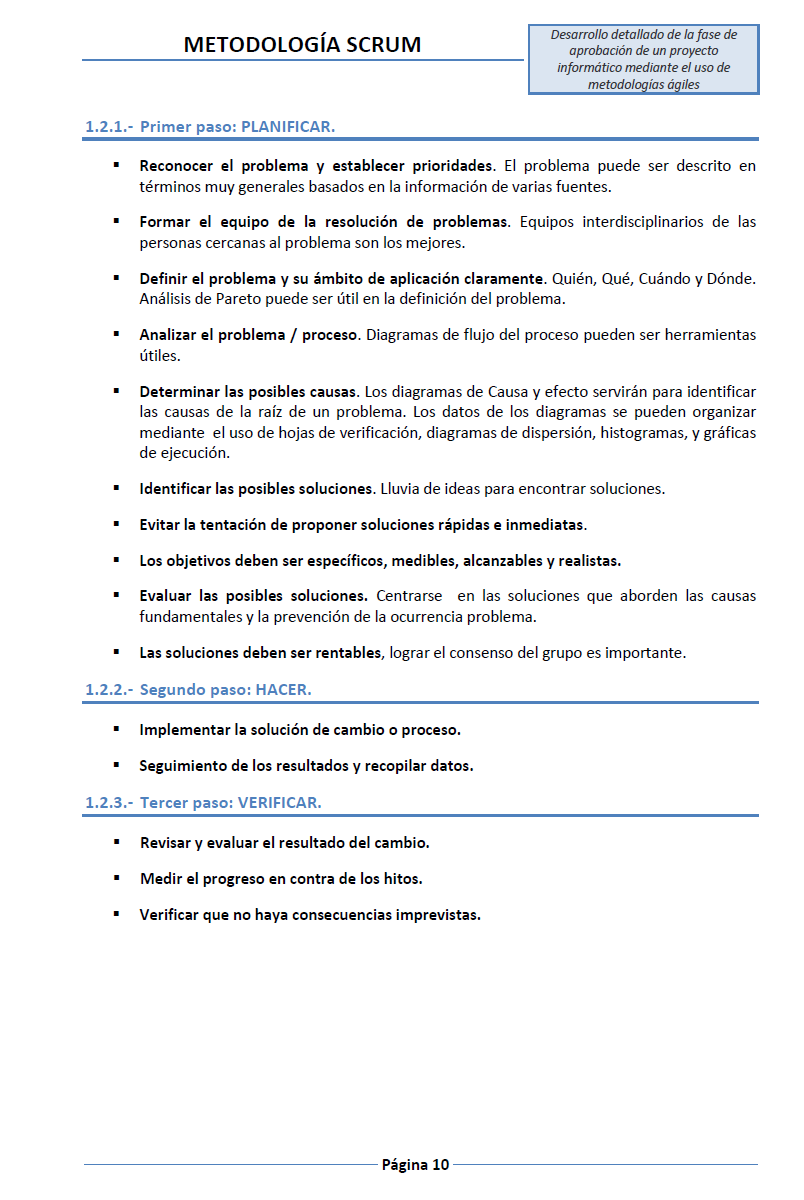 METODOLOGÍA SCRUM
Desarrollo detallado de la fase de
aprobación de un proyecto
informático mediante el uso de
metodologías ágiles
1.2.1.- Primer paso: PLANIFICAR.
▪ Reconocer el problema y establecer prioridades. El problema puede ser descrito en
términos muy generales basados en la información de varias fuentes.
▪ Formar el equipo de la resolución de problemas. Equipos interdisciplinarios de las
personas cercanas al problema son los mejores.
▪ Definir el problema y su ámbito de aplicación claramente. Quién, Qué, Cuándo y Dónde.
Análisis de Pareto puede ser útil en la definición del problema.
▪ Analizar el problema / proceso. Diagramas de flujo del proceso pueden ser herramientas
útiles.
▪ Determinar las posibles causas. Los diagramas de Causa y efecto servirán para identificar
las causas de la raíz de un problema. Los datos de los diagramas se pueden organizar
mediante el uso de hojas de verificación, diagramas de dispersión, histogramas, y gráficas
de ejecución.
▪ Identificar las posibles soluciones. Lluvia de ideas para encontrar soluciones.
▪ Evitar la tentación de proponer soluciones rápidas e inmediatas.
▪ Los objetivos deben ser específicos, medibles, alcanzables y realistas.
▪ Evaluar las posibles soluciones. Centrarse en las soluciones que aborden las causas
fundamentales y la prevención de la ocurrencia problema.
▪ Las soluciones deben ser rentables, lograr el consenso del grupo es importante.
1.2.2.- Segundo paso: HACER.
▪ Implementar la solución de cambio o proceso.
▪ Seguimiento de los resultados y recopilar datos.
1.2.3.- Tercer paso: VERIFICAR.
▪ Revisar y evaluar el resultado del cambio.
▪ Medir el progreso en contra de los hitos.
▪ Verificar que no haya consecuencias imprevistas.
Página 10